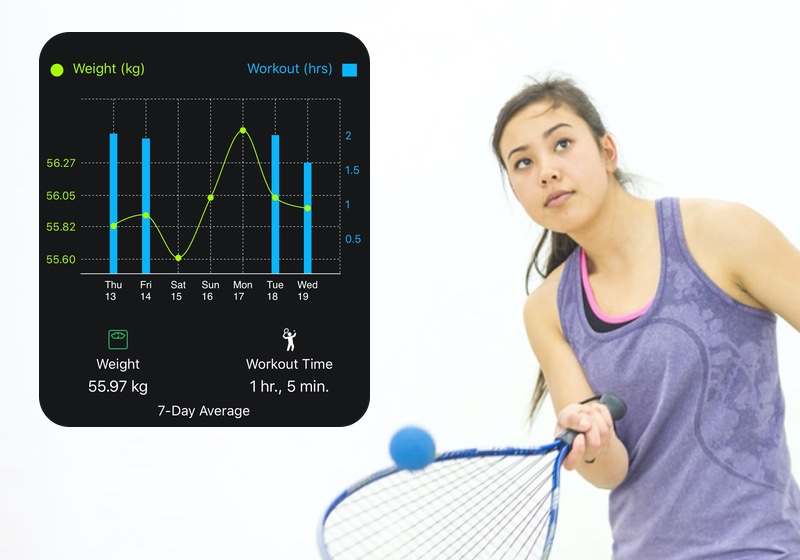 Weight (kg) Workout (hrs)
2
56.27 1.5
56.05 1
55.82
0.5
55.60
Thu Fri Sat Sun Mon Tue Wed
13 14 15 16 17 18 19
Weight Workout Time
55.97 kg 1 hr., 5 min.
7-Day Average